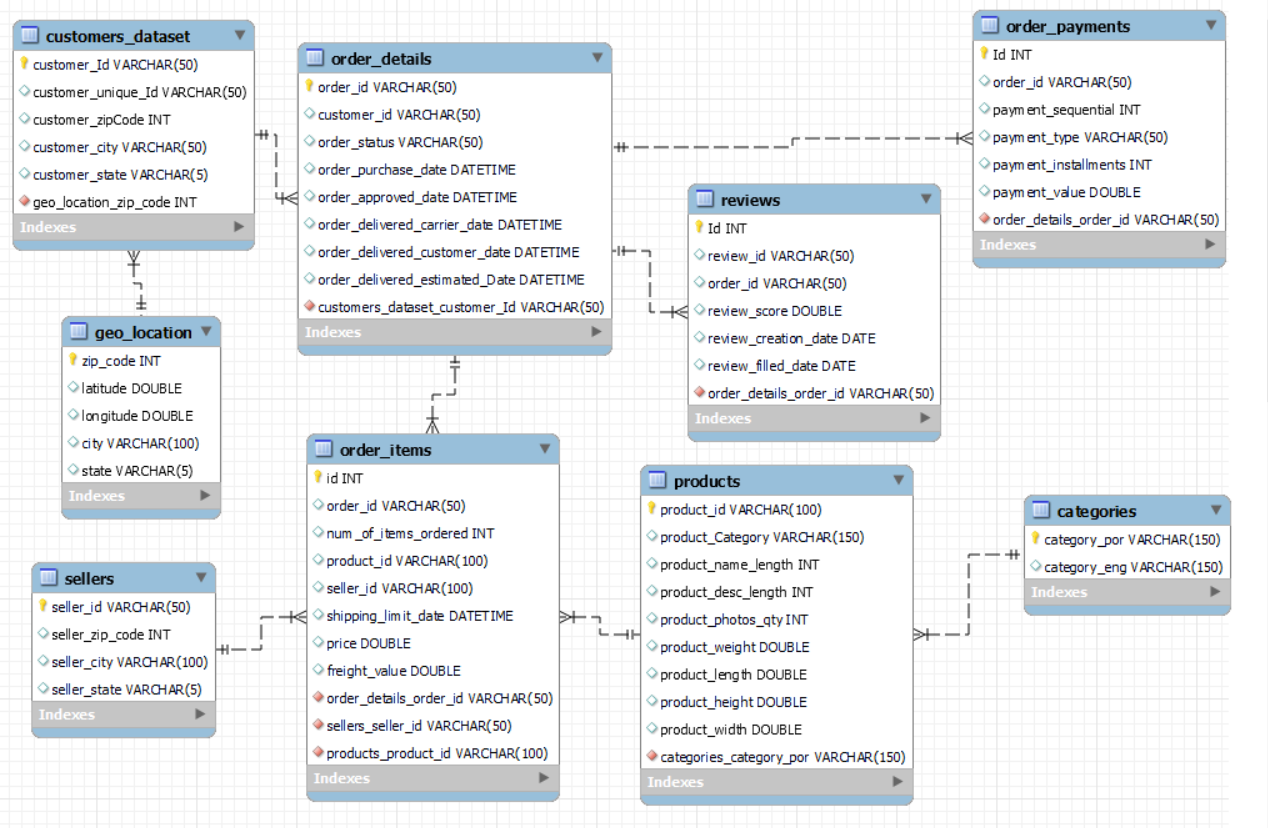 customers_dataset
customer_Id VARCHAR(50)
customer_unique_Id VARCHAR(50)
customer_zipCode INT
customer_city VARCHAR(50)
customer_state VARCHAR(5)
geo_location_zip_code INT
Indexes
order_details
order_id VARCHAR(50)
customer_id VARCHAR(50)
order_status VARCHAR(50)
order_purchase_date DATETIME
order_approved_date DATETIME
order_delivered_carrier_date DATETIME
order_delivered_customer_date DATETIME
order_delivered_estimated_Date DATETIME
customers_dataset_customer_Id VARCHAR(50)
Indexes
order_payments
Id INT
order_id VARCHAR(50)
payment_sequential INT
payment_type VARCHAR(50)
payment_installments INT
payment_value DOUBLE
order_details_order_id VARCHAR(50)
Indexes
reviews
Id INT
review_id VARCHAR(50)
order_id VARCHAR(50)
review_score DOUBLE
review_creation_date DATE
review_filled_date DATE
order_details_order_id VARCHAR(50)
Indexes
geo_location
zip_code INT
latitude DOUBLE
longitude DOUBLE
city VARCHAR(100)
state VARCHAR(5)
Indexes
order_items
id INT
order_id VARCHAR(50)
num_of_items_ordered INT
product_id VARCHAR(100)
seller_id VARCHAR(100)
shipping_limit_date DATETIME
price DOUBLE
freight_value DOUBLE
order_details_order_id VARCHAR(50)
sellers_seller_id VARCHAR(50)
products_product_id VARCHAR(100)
Indexes
products
product_id VARCHAR(100)
product_Category VARCHAR(150)
product_name_length INT
product_desc_length INT
product_photos_qty INT
product_weight DOUBLE
product_length DOUBLE
product_height DOUBLE
product_width DOUBLE
categories_category_por VARCHAR(150)
Indexes
categories
category_por VARCHAR(150)
category_eng VARCHAR(150)
Indexes
sellers
seller_id VARCHAR(50)
seller_zip_code INT
seller_city VARCHAR(100)
seller_state VARCHAR(5)
Indexes